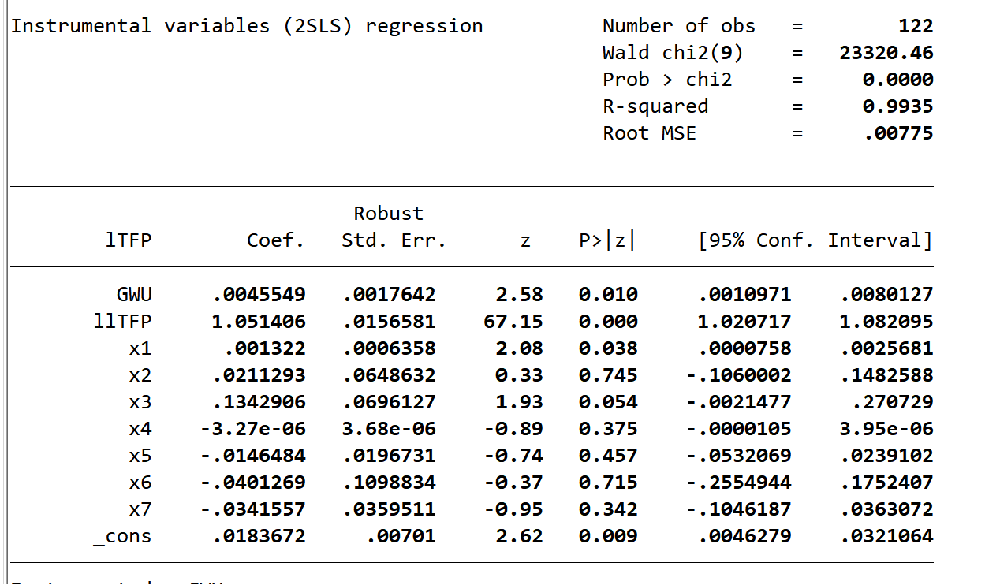 Instrumental variables (2SLS) regression Number of obs = 122
Wald chi2(9) = 23320.46
Prob > chi2 = 0.0000
R-squared = 0.9935
Root MSE = .00775
Robust
lTFP Coef. Std. Err. z P>|z| [95% Conf. Interval]
GWU .0045549 .0017642 2.58 0.010 .0010971 .0080127
llTFP 1.051406 .0156581 67.15 0.000 1.020717 1.082095
x1 .001322 .0006358 2.08 0.038 .0000758 .0025681
x2 .0211293 .0648632 0.33 0.745 -.1060002 .1482588
x3 .1342906 .0696127 1.93 0.054 -.0021477 .270729
x4 -3.27e-06 3.68e-06 -0.89 0.375 -.0000105 3.95e-06
x5 -.0146484 .0196731 -0.74 0.457 -.0532069 .0239102
x6 -.0401269 .1098834 -0.37 0.715 -.2554944 .1752407
x7 -.0341557 .0359511 -0.95 0.342 -.1046187 .0363072
_cons .0183672 .00701 2.62 0.009 .0046279 .0321064